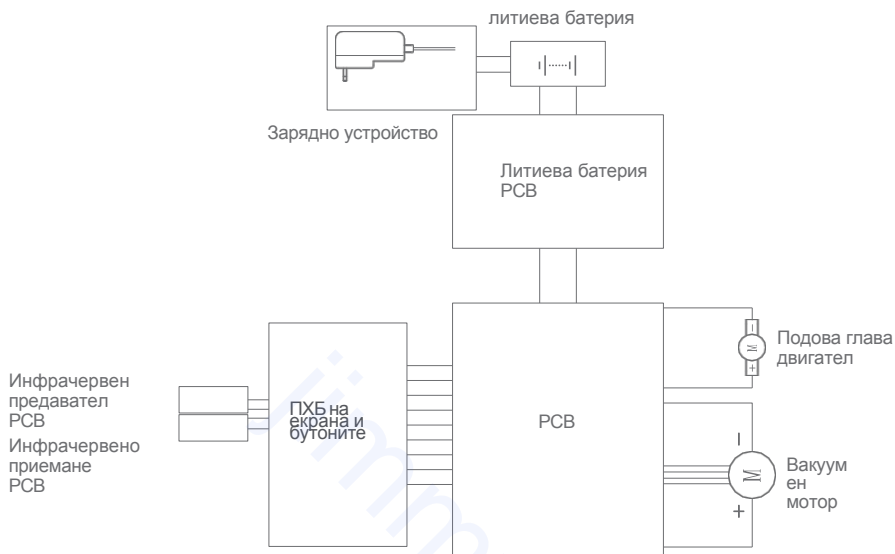 литиева батерия
Зарядно устройство
Литиева батерия
PCB
Подова глава
двигател
M
Инфрачервен
предавател
PCB
Инфрачервено
приемане
PCB
ПХБ на
екрана и
бутоните
PCB
M
Вакуум
ен
мотор
jimm